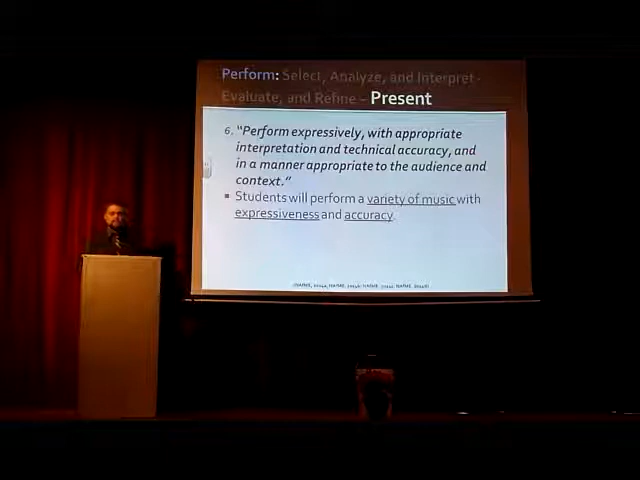 Perform: Select, Analyze, and Interpret -
Evaluate, and Refine - Present
6. "Perform expressively, with appropriate
interpretation and technical accuracy, and
in a manner appropriate to the audience and
context."
Students will perform a variety of music with
expressiveness and accuracy.